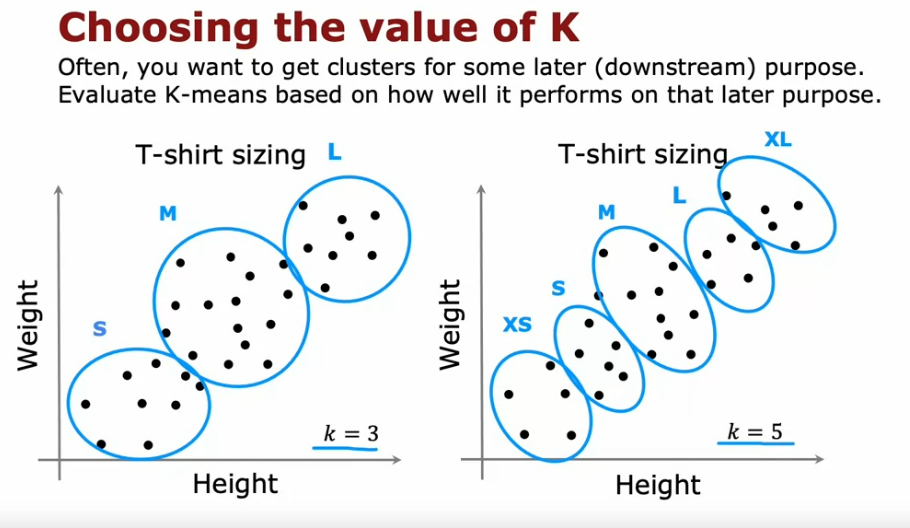 Choosing the value of K
Often, you want to get clusters for some later (downstream) purpose.
Evaluate K-means based on how well it performs on that later purpose.
T-shirt sizing
L
M
S
Weight
Height
k = 3
T-shirt sizing
XL
L
M
S
XS
Weight
Height
k = 5